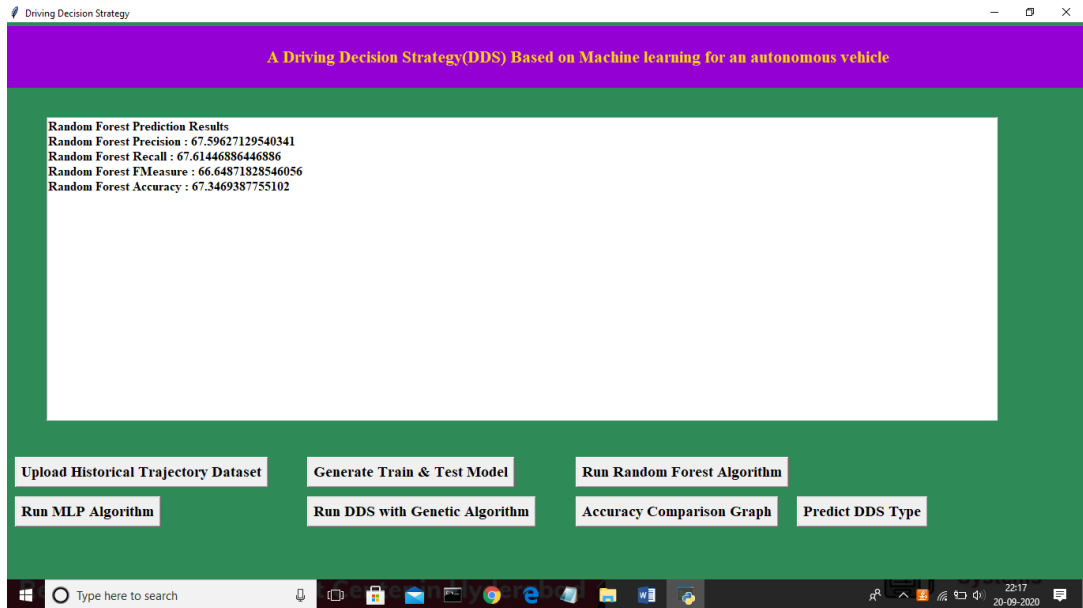 Driving Decision Strategy
A Driving Decision Strategy(DDS) Based on Machine learning for an autonomous vehicle
Random Forest Prediction Results
Random Forest Precision : 67.59627129540341
Random Forest Recall : 67.61446886446886
Random Forest FMeasure : 66.64871828546056
Random Forest Accuracy : 67.3469387755102
Upload Historical Trajectory Dataset
Generate Train & Test Model
Run Random Forest Algorithm
Run MLP Algorithm
Run DDS with Genetic Algorithm
Accuracy Comparison Graph
Predict DDS Type
Type here to search
22:17
20-09-2020